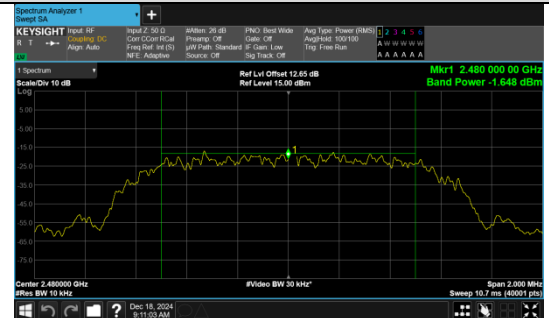 Spectrum Analyzer 1
Swept SA
+
KEYSIGHT
R T
Input: RF
Coupling: DC
Align: Auto
Input Z: 50 Ω
Corr CCorr RCal
Freq Ref: Int (S)
NFE: Adaptive
#Atten: 26 dB
Preamp: Off
µW Path: Standard
Source: Off
PNO: Best Wide
Gate: Off
IF Gain: Low
Sig Track: Off
Avg Type: Power (RMS)
Avg|Hold: 100/100
Trig: Free Run
1 2 3 4 5 6
A W W W W W
A A A A A A
1 Spectrum
Scale/Div 10 dB
Ref Lvl Offset 12.65 dB
Ref Level 15.00 dBm
Mkr1 2.480 000 00 GHz
Band Power -1.648 dBm
Log
5.00
-5.00
-15.0
-25.0
-35.0
-45.0
-55.0
-65.0
-75.0
1
Center 2.480000 GHz
#Res BW 10 kHz
#Video BW 30 kHz*
Span 2.000 MHz
Sweep 10.7 ms (40001 pts)
?
Dec 18, 2024
9:11:03 AM